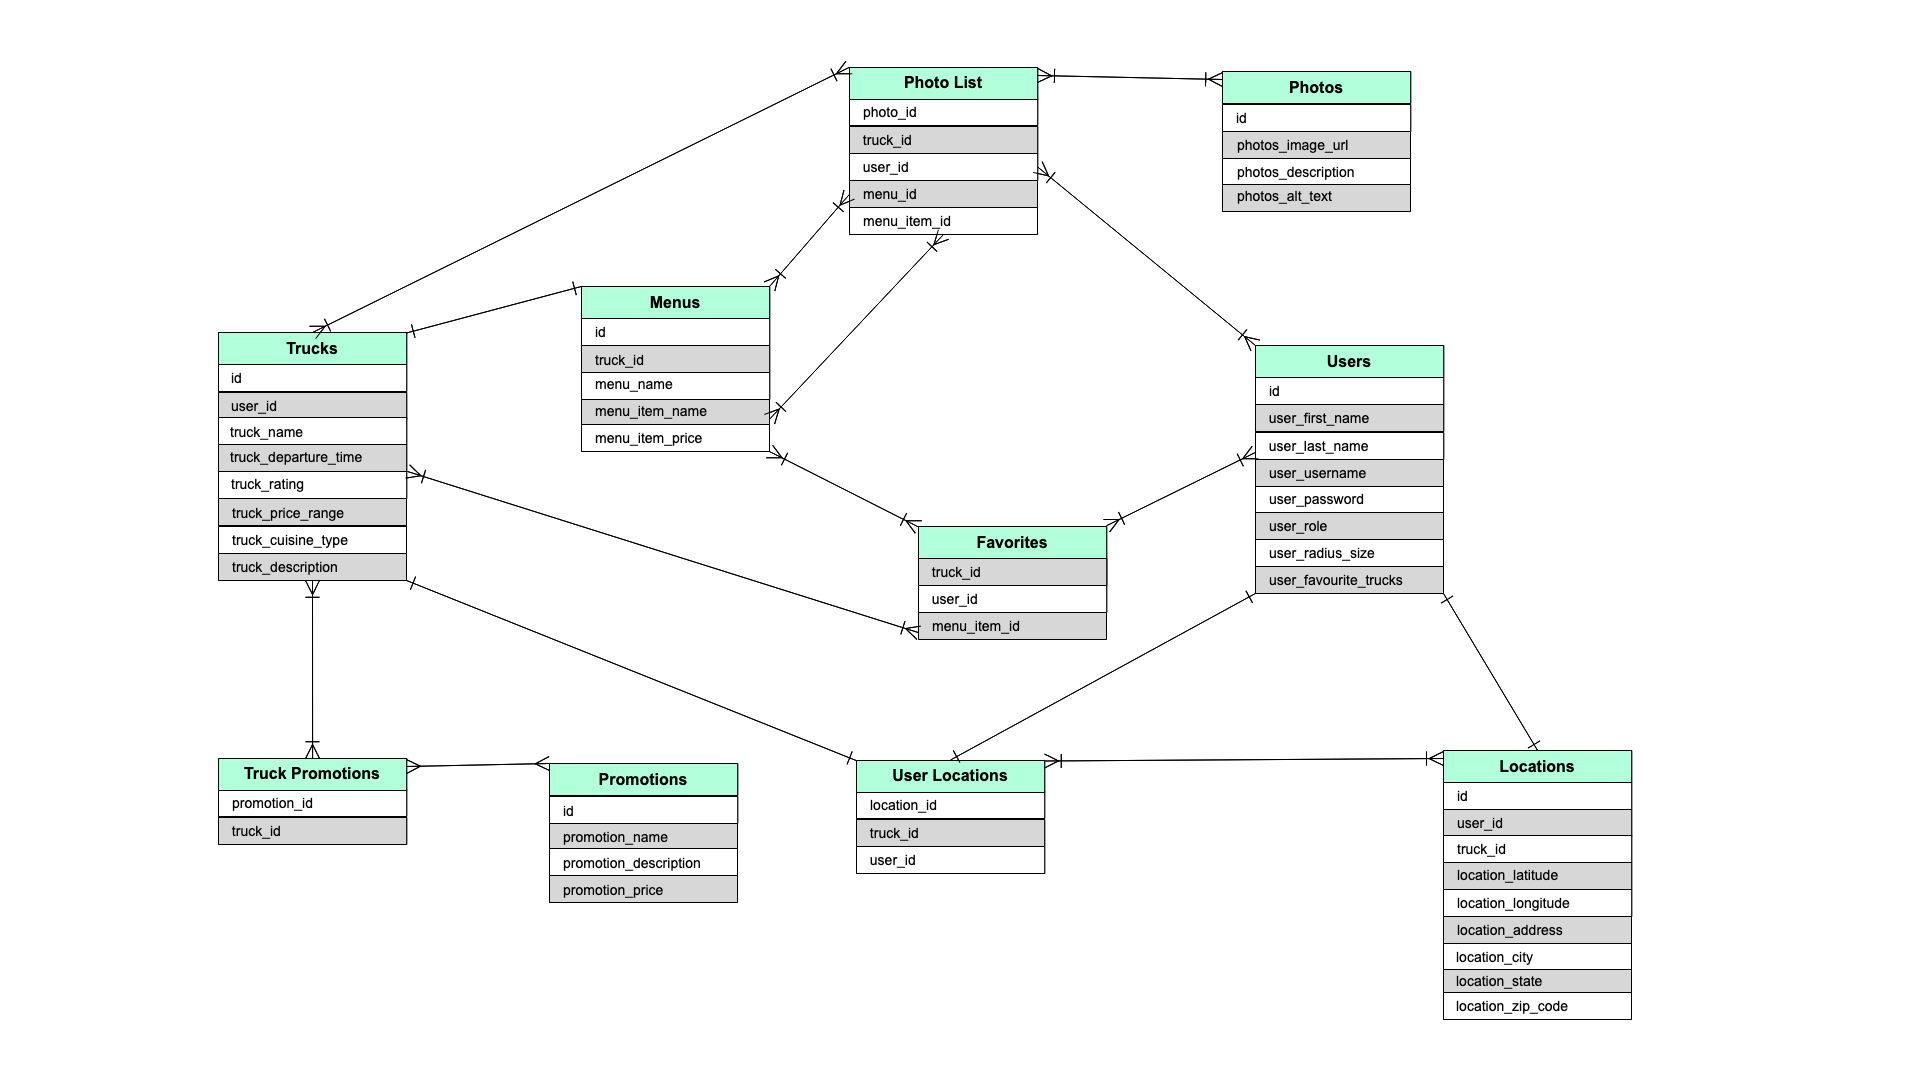 Photo List
photo_id
truck_id
user_id
menu_id
menu_item_id
Photos
id
photos_image_url
photos_description
photos_alt_text
Menus
id
truck_id
menu_name
menu_item_name
menu_item_price
Trucks
id
user_id
truck_name
truck_departure_time
truck_rating
truck_price_range
truck_cuisine_type
truck_description
Users
id
user_first_name
user_last_name
user_username
user_password
user_role
user_radius_size
user_favourite_trucks
Favorites
truck_id
user_id
menu_item_id
Truck Promotions
promotion_id
truck_id
Promotions
id
promotion_name
promotion_description
promotion_price
User Locations
location_id
truck_id
user_id
Locations
id
user_id
truck_id
location_latitude
location_longitude
location_address
location_city
location_state
location_zip_code